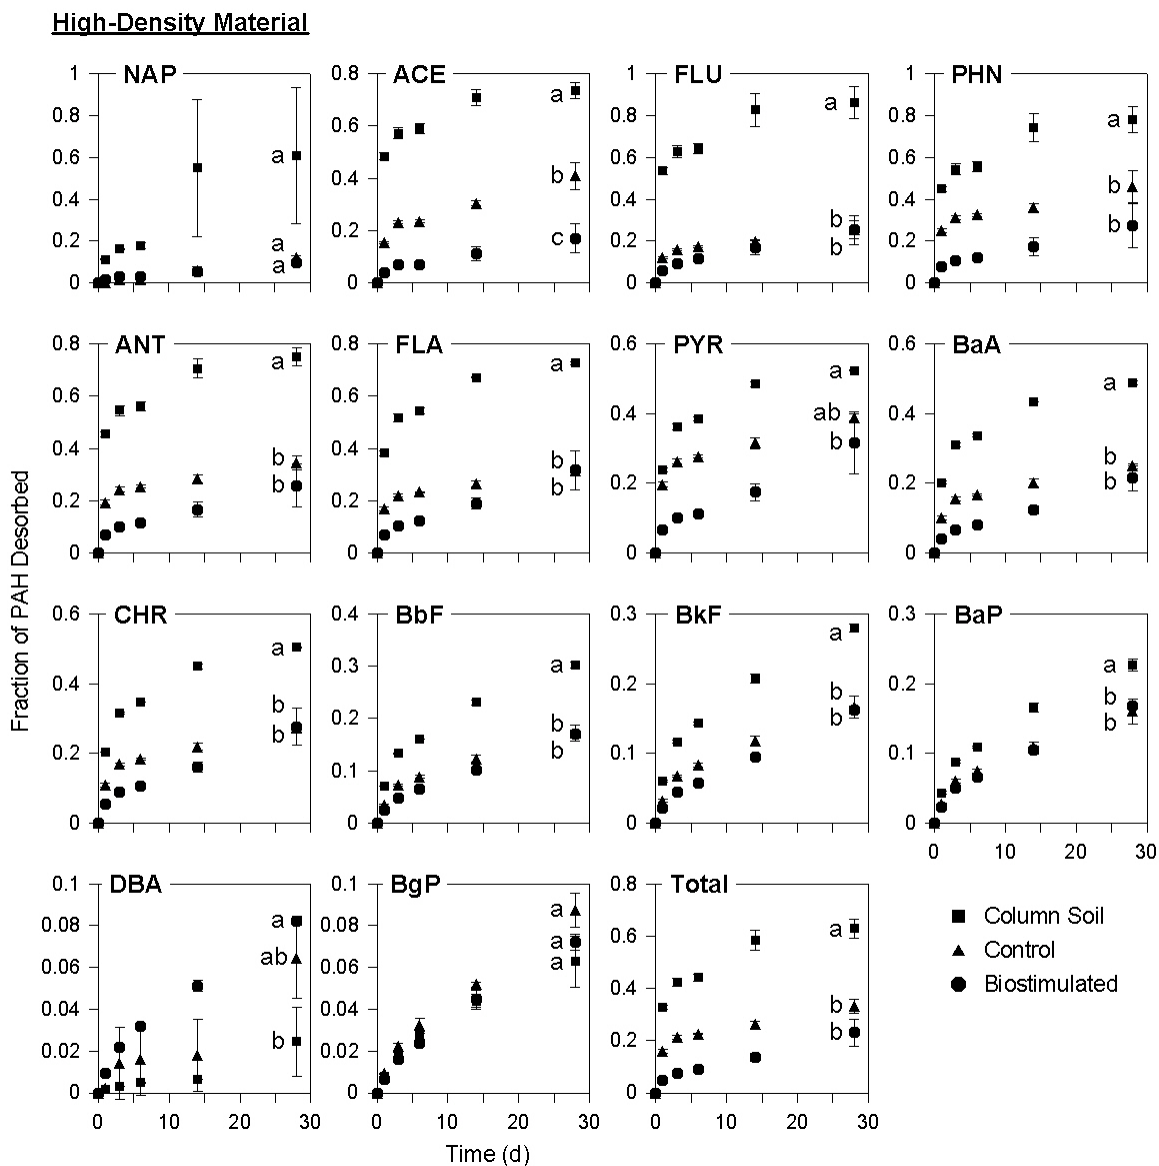 High-Density Material
NAP
ACE
FLU
PHN
1
0.8
0.6
0.4
0.2
0
a
a
a
0.8
0.6
0.4
0.2
0
a
b
c
1
0.8
0.6
0.4
0.2
0
a
b
b
1
0.8
0.6
0.4
0.2
0
a
b
b
ANT
FLA
PYR
BaA
0.8
0.6
0.4
0.2
0
a
b
b
0.8
0.6
0.4
0.2
0
a
b
b
0.6
0.4
0.2
0
a
ab
b
0.6
0.4
0.2
0
a
b
b
Fraction of PAH Desorbed
CHR
BbF
BkF
BaP
0.6
0.4
0.2
0
a
b
b
0.4
0.3
0.2
0.1
0
a
b
b
0.3
0.2
0.1
0
a
b
b
0.3
0.2
0.1
0
a
b
b
0 10 20 30
DBA
BgP
Total
0.1
0.08
0.06
0.04
0.02
0
a
ab
b
0 10 20 30
0.1
0.08
0.06
0.04
0.02
0
a
a
a
0 10 20 30
0.8
0.6
0.4
0.2
0
a
b
b
0 10 20 30
Column Soil
Control
Biostimulated
Time (d)